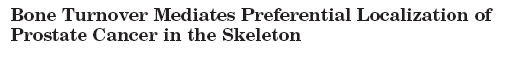 Bone Turnover Mediates Preferential Localization of
Prostate Cancer in the Skeleton